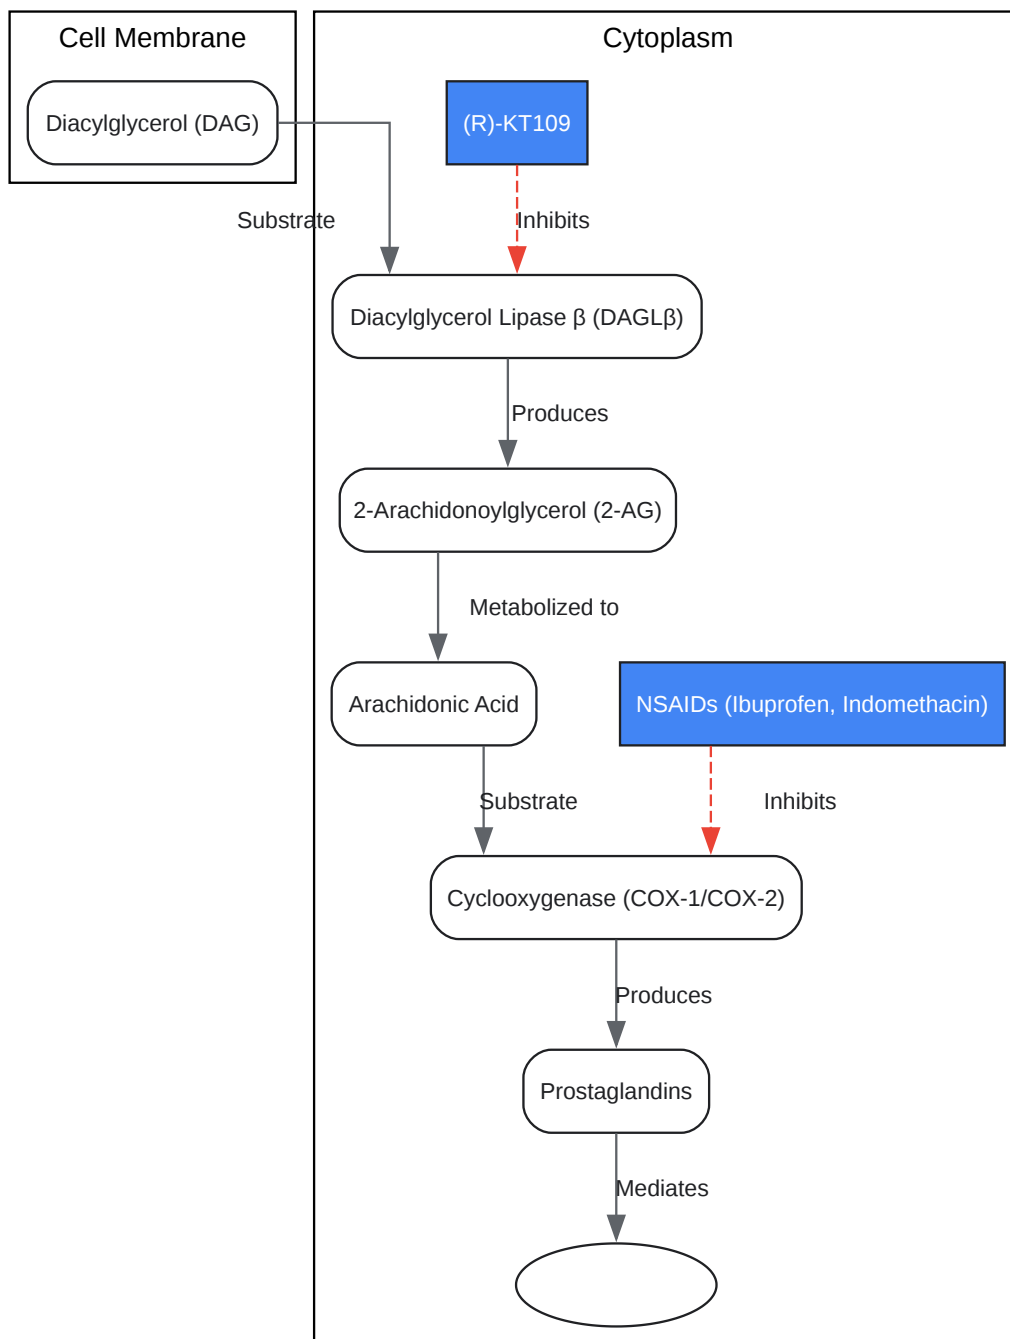 Cell Membrane
Cytoplasm
Diacylglycerol (DAG)
(R)-KT109
Substrate
Inhibits
Diacylglycerol Lipase β (DAGLβ)
Produces
2-Arachidonoylglycerol (2-AG)
Metabolized to
Arachidonic Acid
NSAIDs (Ibuprofen, Indomethacin)
Substrate
Inhibits
Cyclooxygenase (COX-1/COX-2)
Produces
Prostaglandins
Mediates